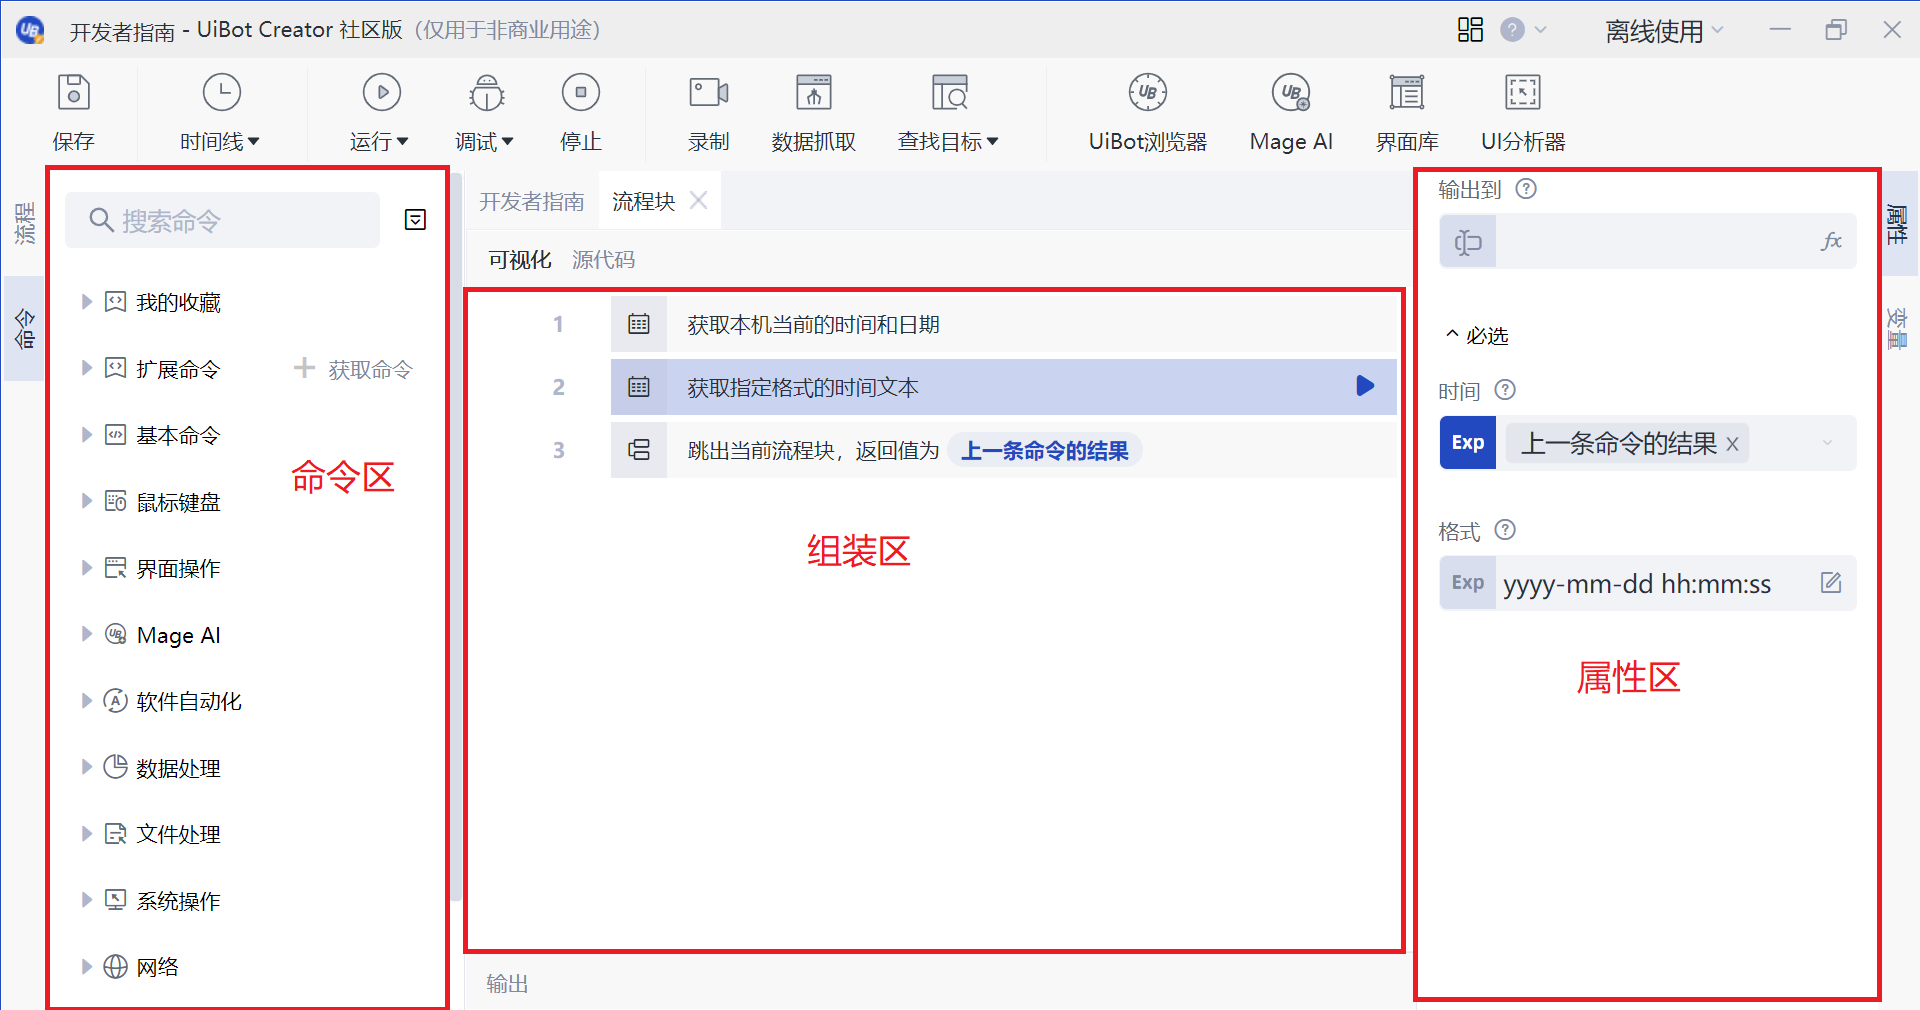 开发者指南 - UiBot Creator 社区版 (仅用于非商业用途)
离线使用
保存
时间线
运行
调试
停止
录制
数据抓取
查找目标
UiBot浏览器
Mage AI
界面库
UI分析器
流程
命令
搜索命令
我的收藏
扩展命令
获取命令
基本命令
鼠标键盘
界面操作
Mage AI
软件自动化
数据处理
文件处理
系统操作
网络
命令区
开发者指南
流程块
可视化
源代码
1 获取本机当前的时间和日期
2 获取指定格式的时间文本
3 跳出当前流程块，返回值为 上一条命令的结果
组装区
输出
输出到
fx
必选
时间
Exp 上一条命令的结果 x
格式
Exp yyyy-mm-dd hh:mm:ss
属性区
属性
变量